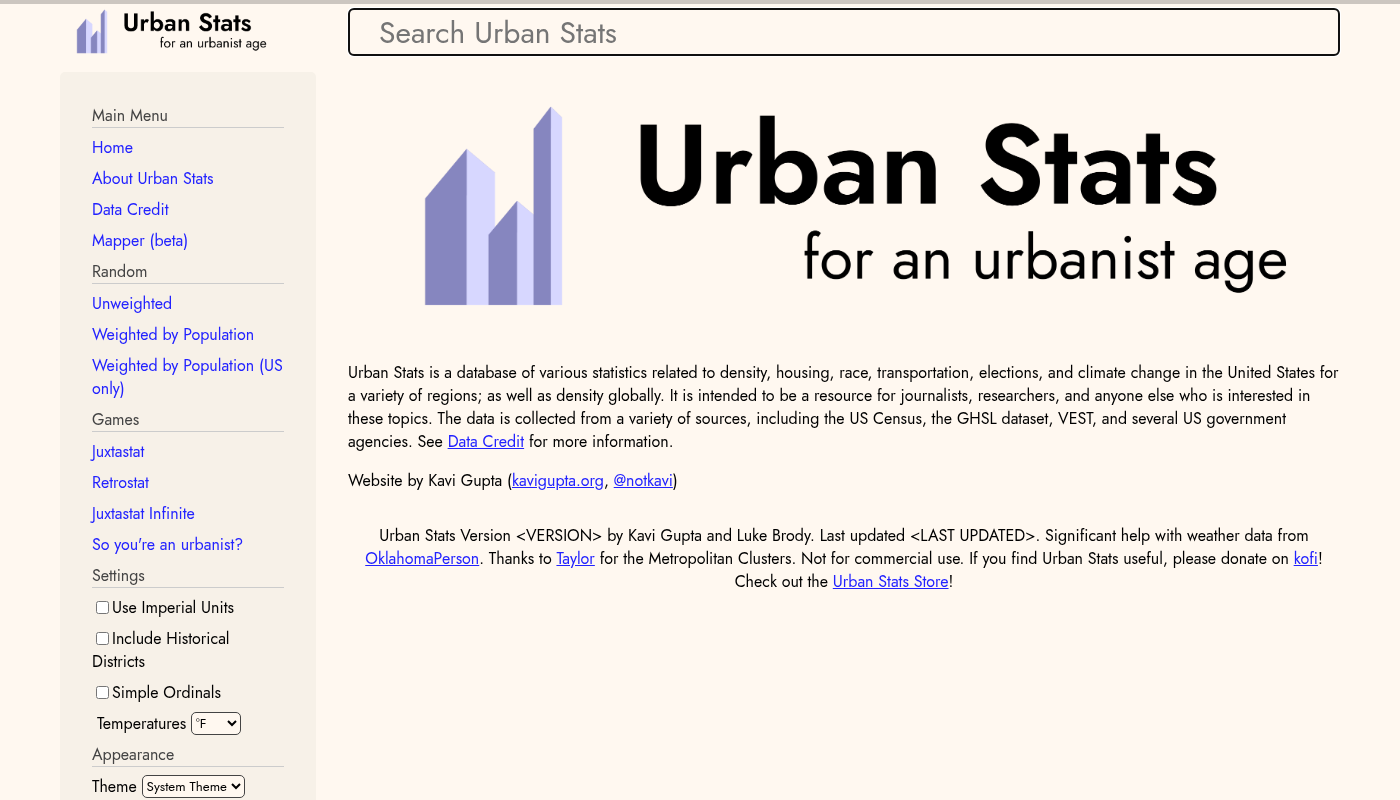 Urban Stats
for an urbanist age
Search Urban Stats
Main Menu
Home
About Urban Stats
Data Credit
Mapper (beta)
Random
Unweighted
Weighted by Population
Weighted by Population (US
only)
Games
Juxtastat
Retrostat
Juxtastat Infinite
So you're an urbanist?
Settings
Use Imperial Units
Include Historical
Districts
Simple Ordinals
Temperatures °F
Appearance
Theme System Theme
Urban Stats
for an urbanist age
Urban Stats is a database of various statistics related to density, housing, race, transportation, elections, and climate change in the United States for
a variety of regions; as well as density globally. It is intended to be a resource for journalists, researchers, and anyone else who is interested in
these topics. The data is collected from a variety of sources, including the US Census, the GHSL dataset, VEST, and several US government
agencies. See Data Credit for more information.
Website by Kavi Gupta (kavigupta.org, @notkavi)
Urban Stats Version <VERSION> by Kavi Gupta and Luke Brody. Last updated <LAST UPDATED>. Significant help with weather data from
OklahomaPerson. Thanks to Taylor for the Metropolitan Clusters. Not for commercial use. If you find Urban Stats useful, please donate on kofi!
Check out the Urban Stats Store!